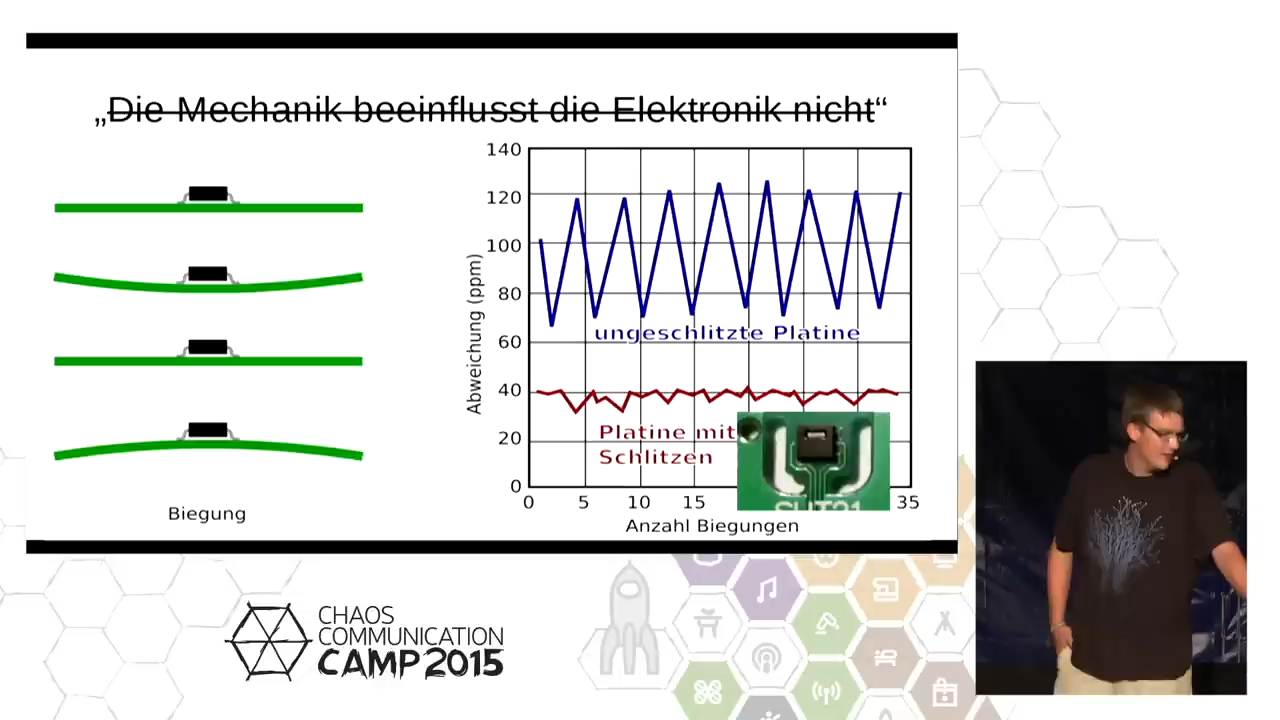 „Die Mechanik beeinflusst die Elektronik nicht“
140
120
100
80
60
40
20
0
Abweichung (ppm)
ungeschlitzte Platine
Platine mit
Schlitzen
SHT21
0 5 10 15 35
Anzahl Biegungen
Biegung
CHAOS
COMMUNICATION
CAMP 2015